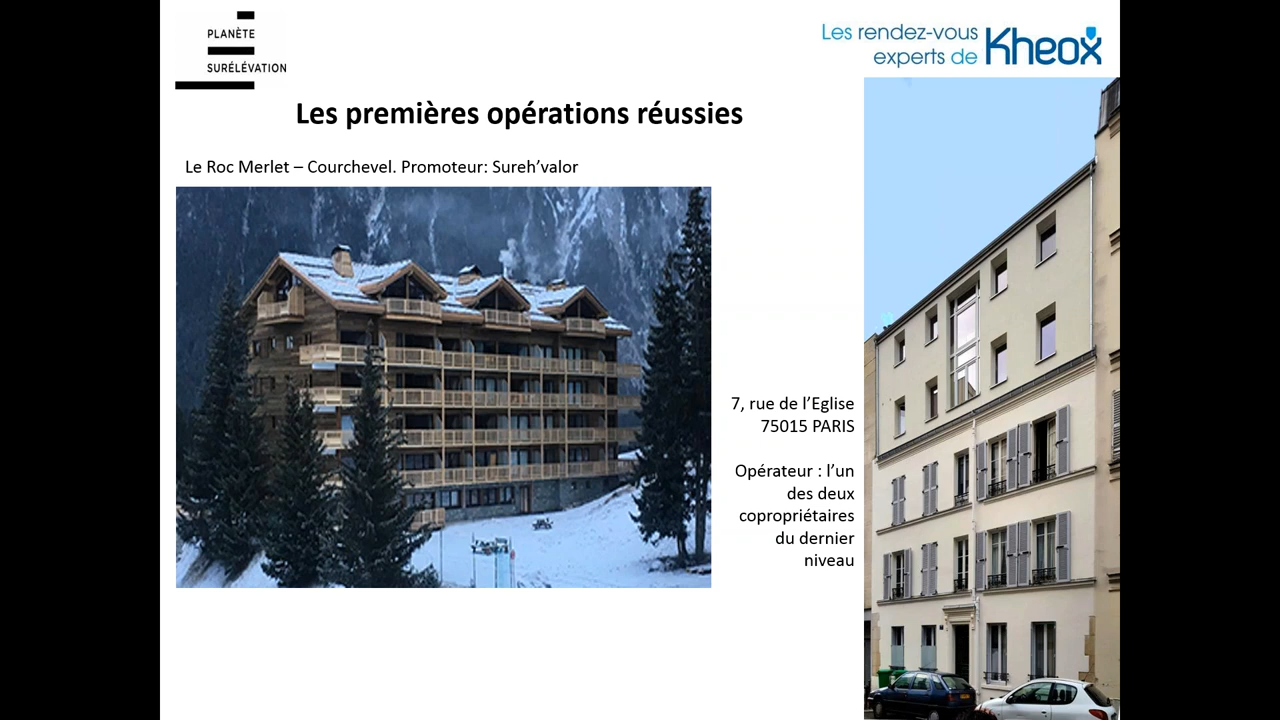 PLANÈTE
SURÉLÉVATION
Les rendez-vous
experts de Kheox
Les premières opérations réussies
Le Roc Merlet – Courchevel. Promoteur: Sureh’valor
7, rue de l’Eglise
75015 PARIS
Opérateur : l’un
des deux
copropriétaires
du dernier
niveau